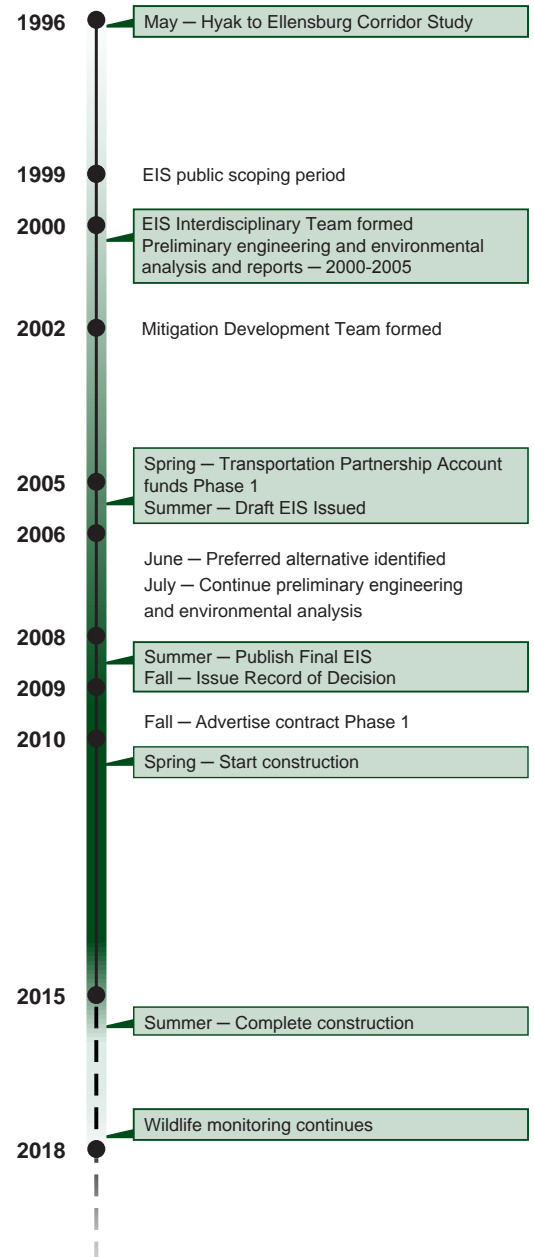 1996
May – Hyak to Ellensburg Corridor Study
1999
EIS public scoping period
2000
EIS Interdisciplinary Team formed
Preliminary engineering and environmental
analysis and reports – 2000-2005
2002
Mitigation Development Team formed
2005
Spring – Transportation Partnership Account
funds Phase 1
Summer – Draft EIS Issued
2006
June – Preferred alternative identified
July – Continue preliminary engineering
and environmental analysis
2008
Summer – Publish Final EIS
Fall – Issue Record of Decision
2009
Fall – Advertise contract Phase 1
2010
Spring – Start construction
2015
Summer – Complete construction
Wildlife monitoring continues
2018